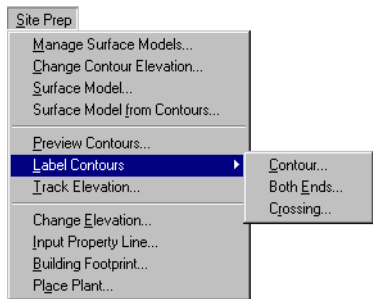 Site Prep
Manage Surface Models...
Change Contour Elevation...
Surface Model...
Surface Model from Contours...
Preview Contours...
Label Contours
Contour...
Both Ends...
Crossing...
Track Elevation...
Change Elevation...
Input Property Line...
Building Footprint...
Place Plant...